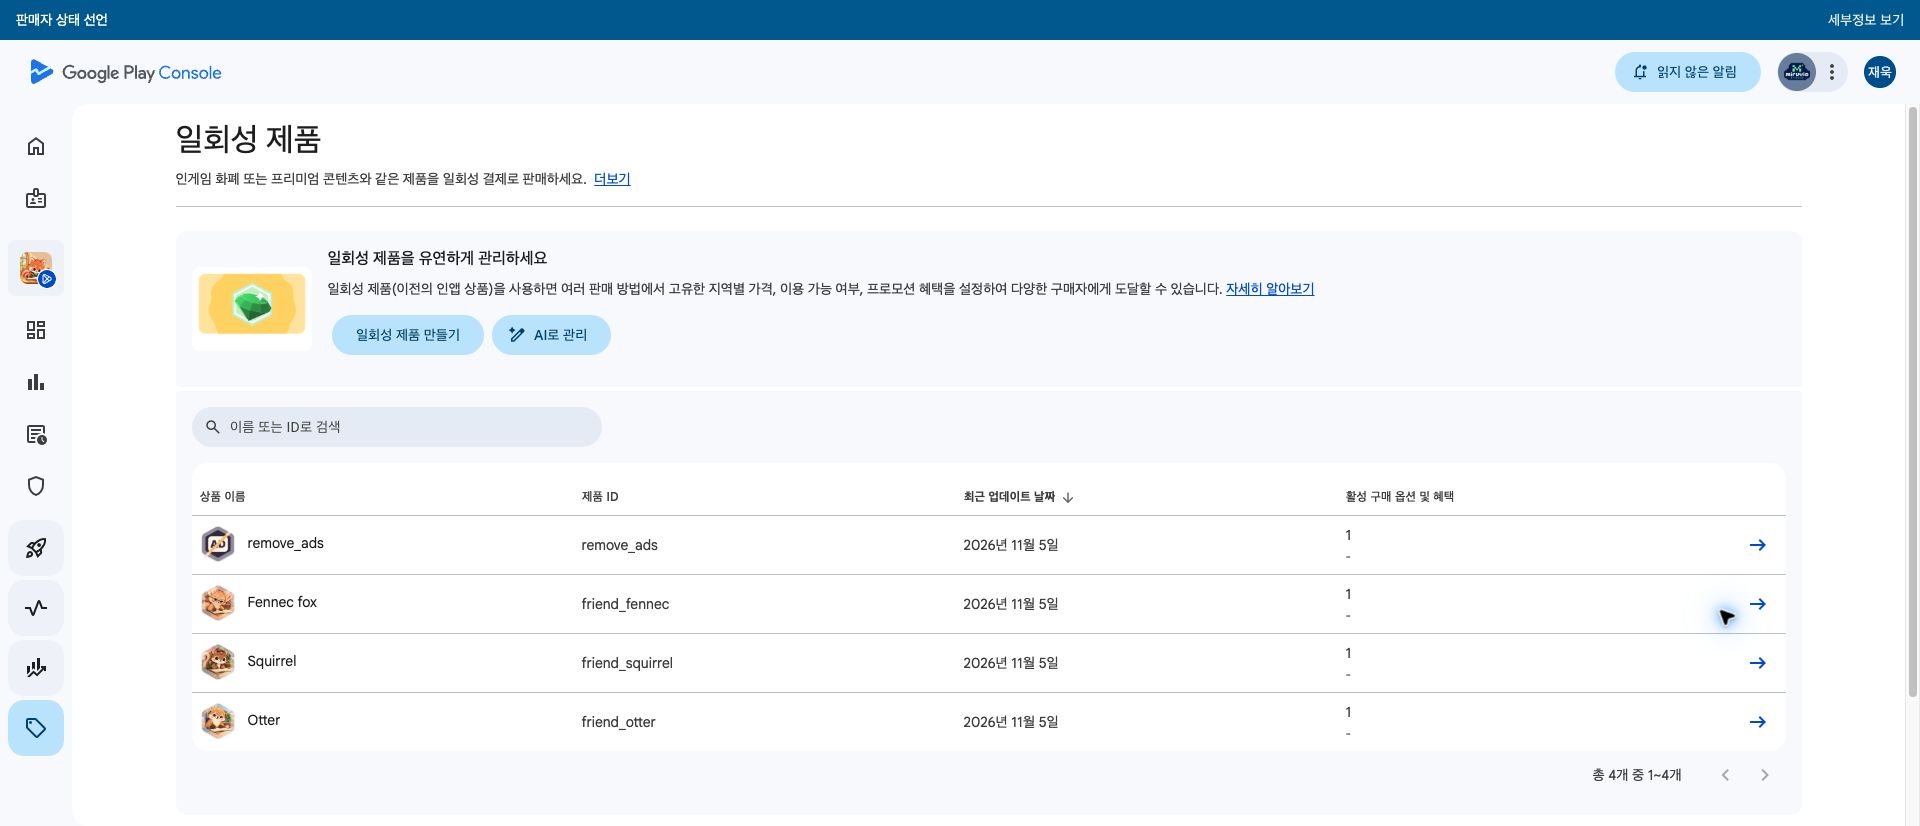 판매자 상태 선언
세부정보 보기
Google Play Console
읽지 않은 알림
miruvia
재욱
일회성 제품
인게임 화폐 또는 프리미엄 콘텐츠와 같은 제품을 일회성 결제로 판매하세요. 더보기
일회성 제품을 유연하게 관리하세요
일회성 제품(이전의 인앱 상품)을 사용하면 여러 판매 방법에서 고유한 지역별 가격, 이용 가능 여부, 프로모션 혜택을 설정하여 다양한 구매자에게 도달할 수 있습니다. 자세히 알아보기
일회성 제품 만들기
AI로 관리
이름 또는 ID로 검색
상품 이름 제품 ID 최근 업데이트 날짜 활성 구매 옵션 및 혜택
AD
remove_ads remove_ads 2026년 11월 5일 1
-
Fennec fox friend_fennec 2026년 11월 5일 1
-
Squirrel friend_squirrel 2026년 11월 5일 1
-
Otter friend_otter 2026년 11월 5일 1
-
총 4개 중 1~4개